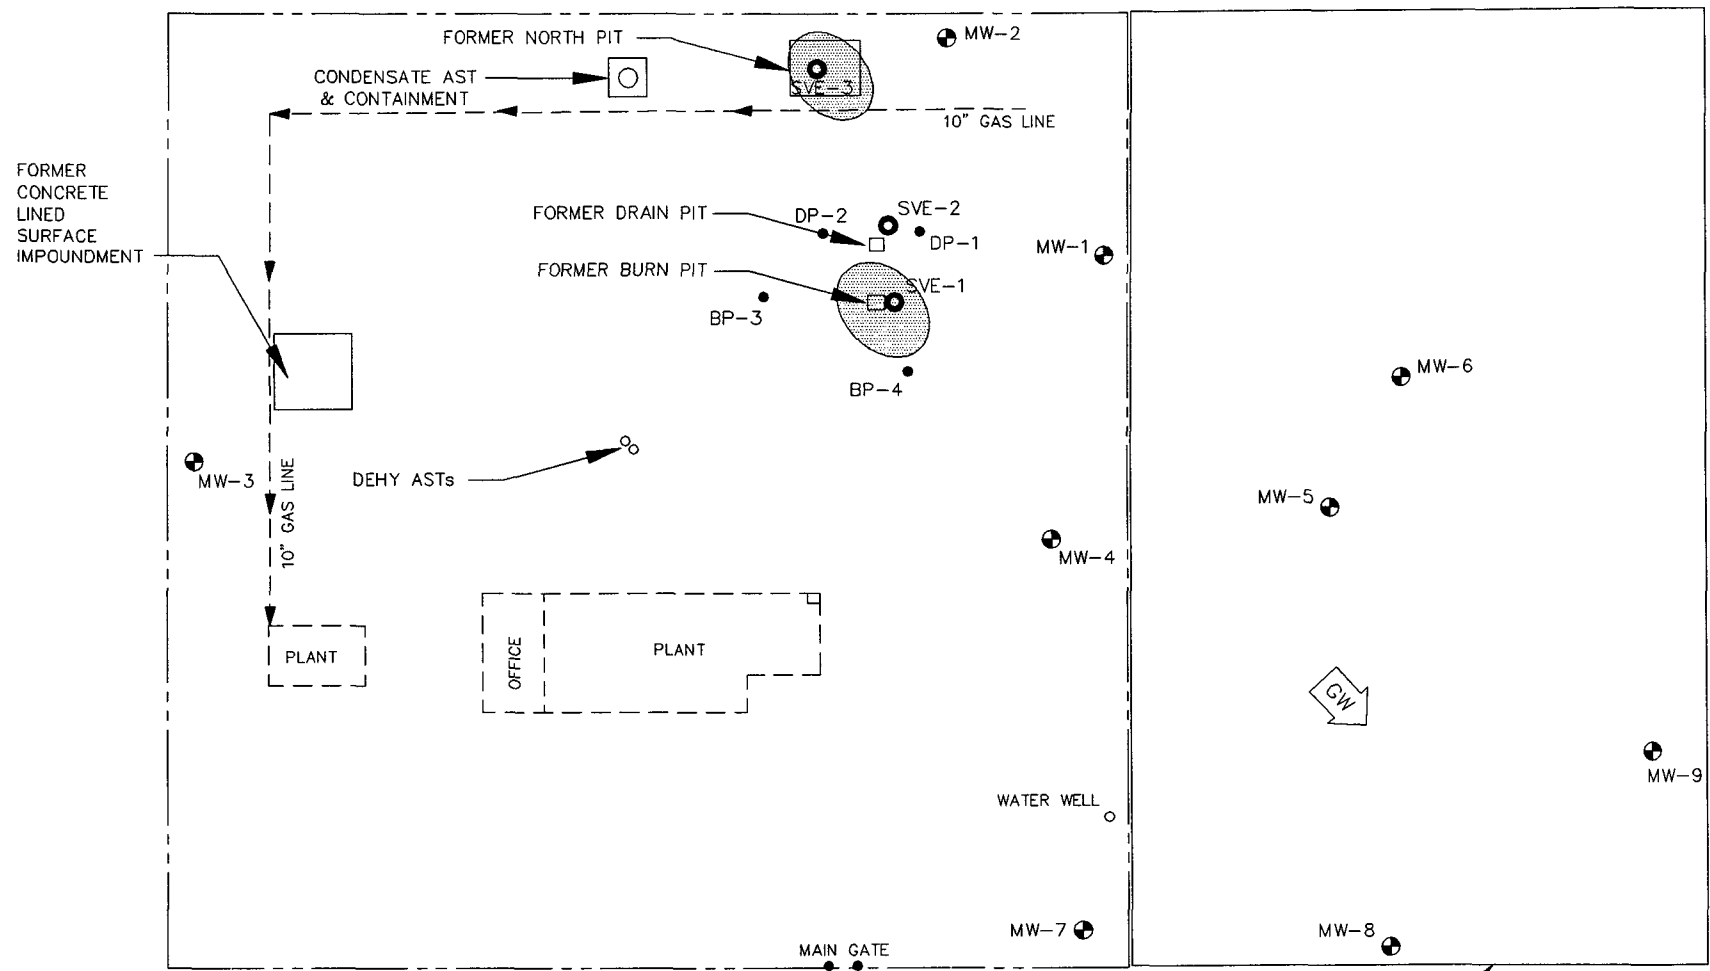 FORMER NORTH PIT
MW-2
CONDENSATE AST
& CONTAINMENT
SVE-3
10" GAS LINE
FORMER
CONCRETE
LINED
SURFACE
IMPOUNDMENT
FORMER DRAIN PIT
DP-2
SVE-2
DP-1
MW-1
FORMER BURN PIT
SVE-1
BP-3
BP-4
MW-6
MW-3
10" GAS LINE
DEHY ASTs
MW-5
MW-4
PLANT
OFFICE
PLANT
GW
MW-9
WATER WELL
MW-7
MW-8
MAIN GATE